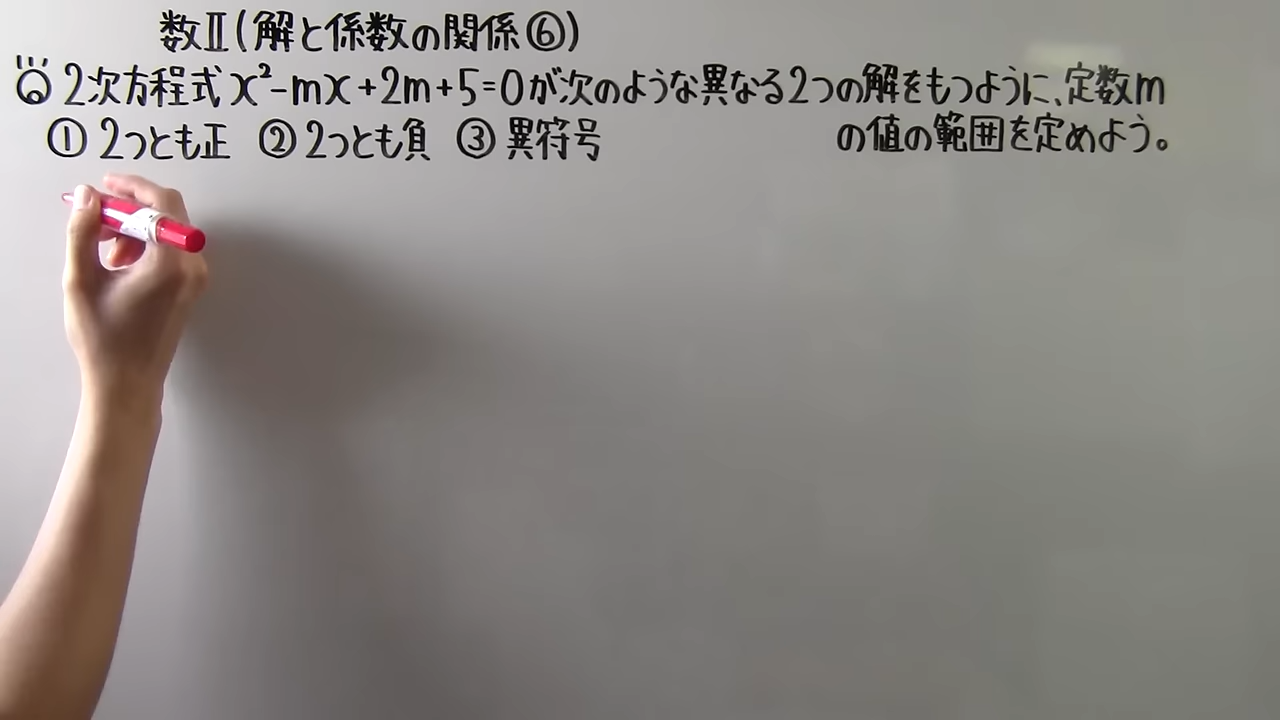 数Ⅱ(解と係数の関係⑥)
2次方程式 x²-mx+2m+5=0が次のような異なる2つの解をもつように、定数m
の値の範囲を定めよう。
① 2つとも正 ② 2つとも負 ③ 異符号